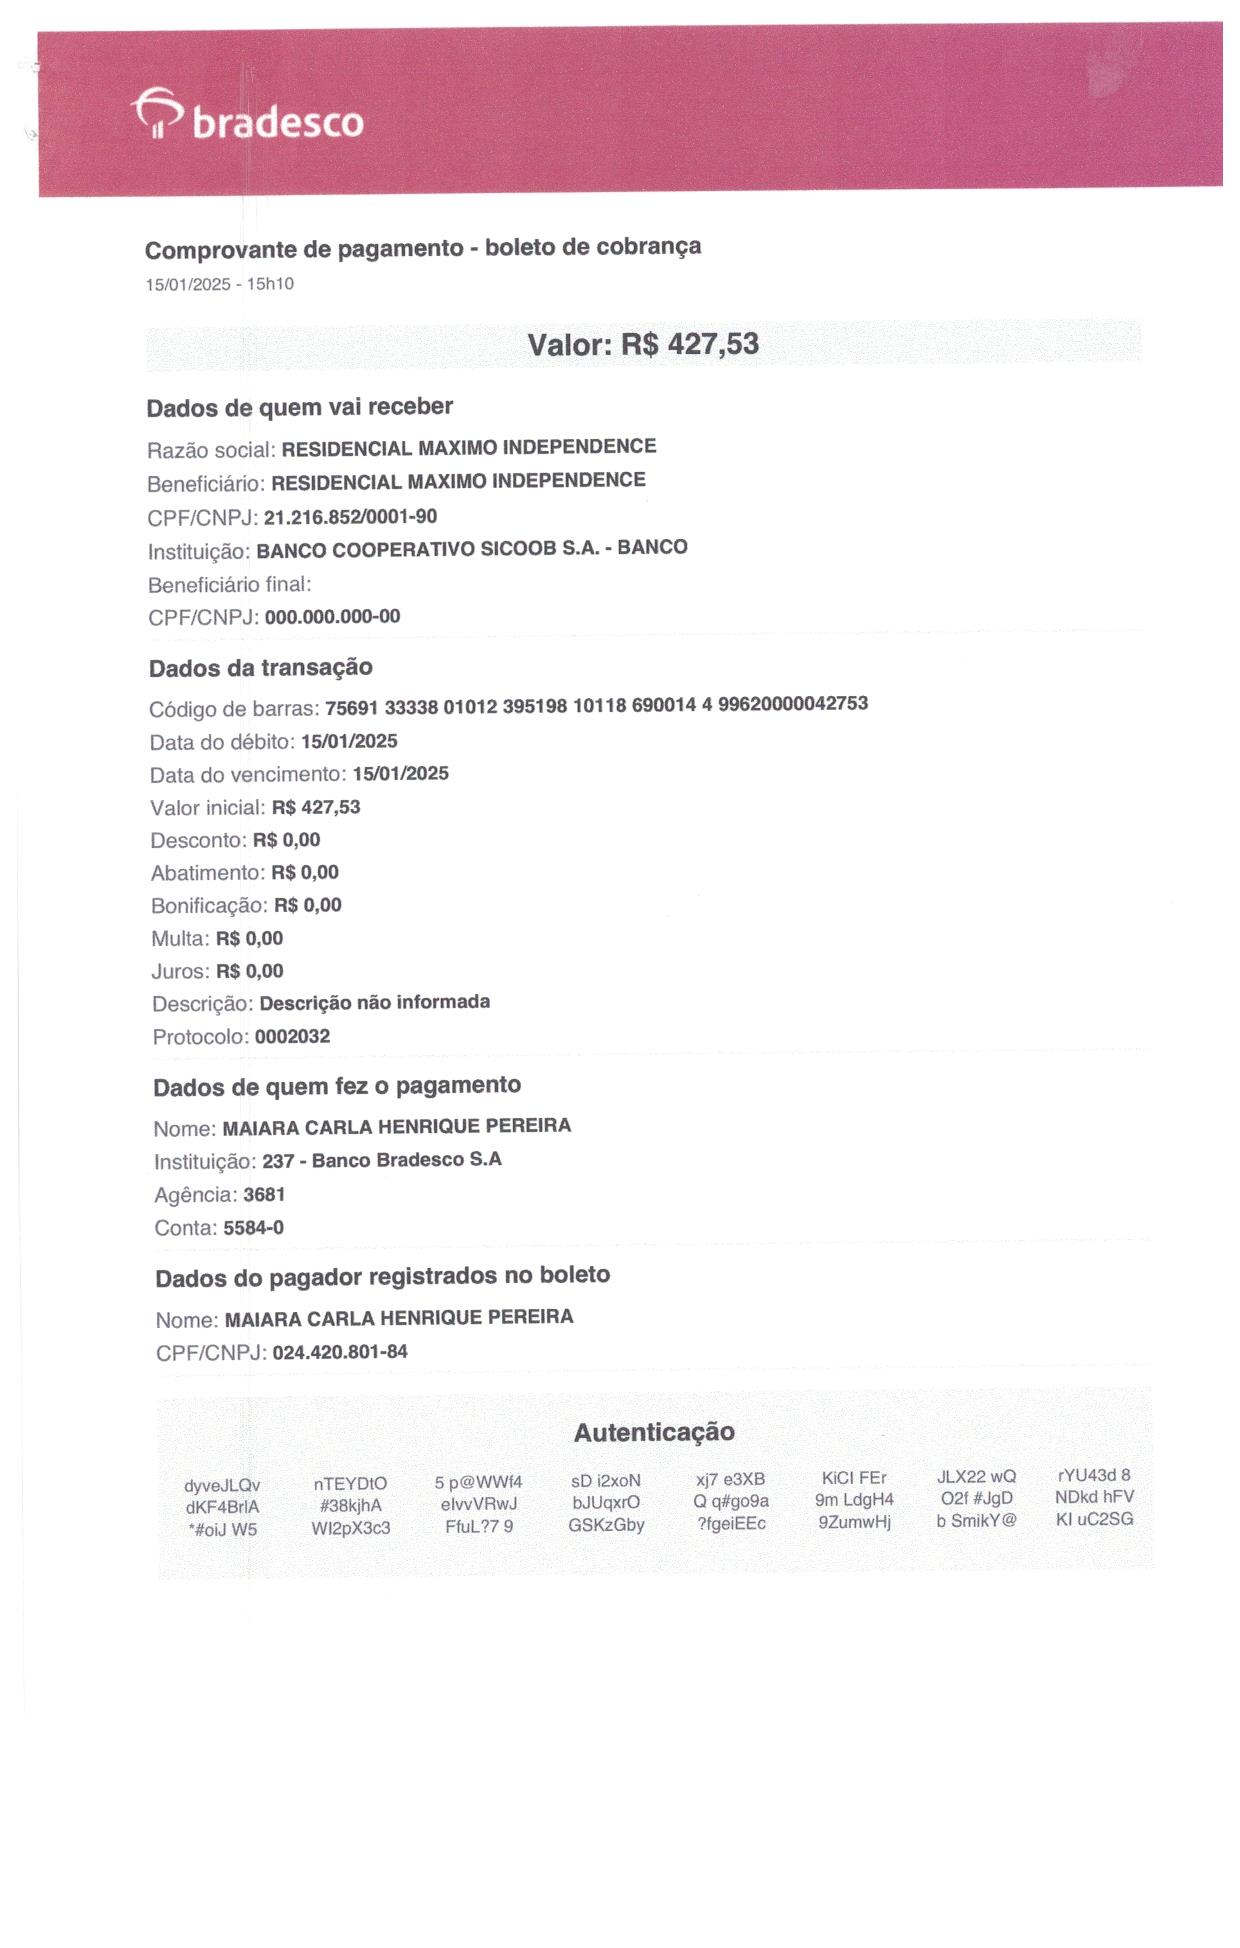 bradesco
Comprovante de pagamento - boleto de cobrança
15/01/2025 - 15h10
Valor: R$ 427,53
Dados de quem vai receber
Razão social: RESIDENCIAL MAXIMO INDEPENDENCE
Beneficiário: RESIDENCIAL MAXIMO INDEPENDENCE
CPF/CNPJ: 21.216.852/0001-90
Instituição: BANCO COOPERATIVO SICOOB S.A. - BANCO
Beneficiário final:
CPF/CNPJ: 000.000.000-00
Dados da transação
Código de barras: 75691 33338 01012 395198 10118 690014 4 99620000042753
Data do débito: 15/01/2025
Data do vencimento: 15/01/2025
Valor inicial: R$ 427,53
Desconto: R$ 0,00
Abatimento: R$ 0,00
Bonificação: R$ 0,00
Multa: R$ 0,00
Juros: R$ 0,00
Descrição: Descrição não informada
Protocolo: 0002032
Dados de quem fez o pagamento
Nome: MAIARA CARLA HENRIQUE PEREIRA
Instituição: 237 - Banco Bradesco S.A
Agência: 3681
Conta: 5584-0
Dados do pagador registrados no boleto
Nome: MAIARA CARLA HENRIQUE PEREIRA
CPF/CNPJ: 024.420.801-84
Autenticação
dyveJLQv nTEYDtO 5 p@WWf4 sD i2xoN xj7 e3XB KiCI FEr JLX22 wQ rYU43d 8
dKF4BrlA #38kjhA elvvVRwJ bJUqxrO Q q#go9a 9m LdgH4 O2f #JgD NDkd hFV
*#oiJ W5 WI2pX3c3 FfuL?7 9 GSKzGby ?fgeiEEc 9ZumwHj b SmikY@ KI uC2SG